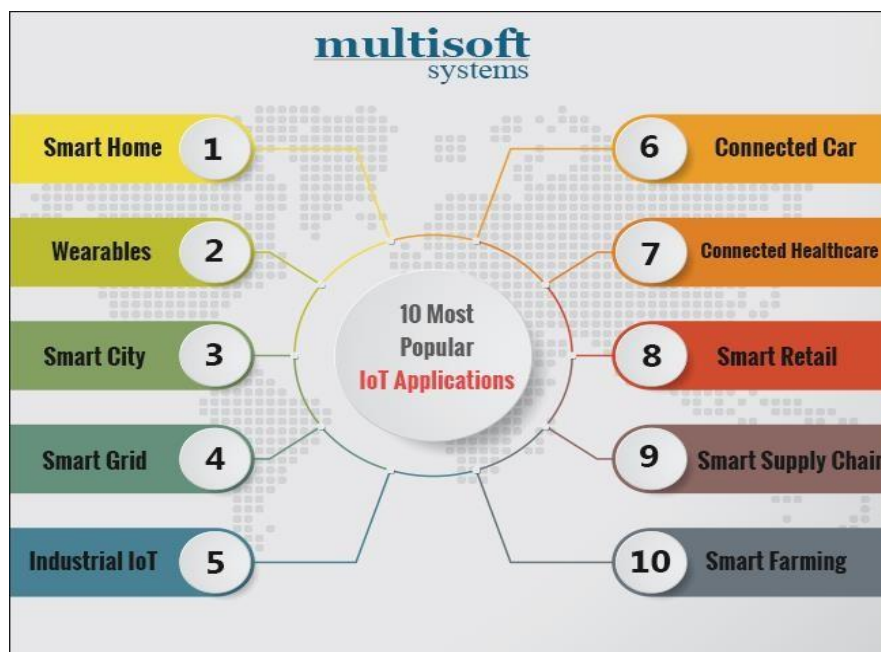 multisoft
systems
Smart Home 1
Wearables 2
Smart City 3
Smart Grid 4
Industrial IoT 5
10 Most
Popular
IoT Applications
6 Connected Car
7 Connected Healthcare
8 Smart Retail
9 Smart Supply Chain
10 Smart Farming